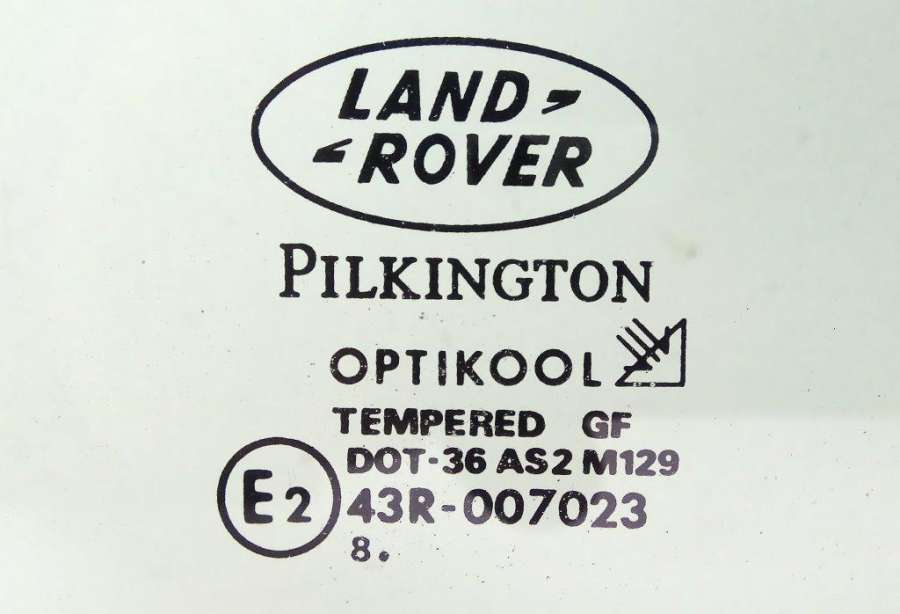 LAND
ROVER
PILKINGTON
OPTIKOOL
TEMPERED GF
DOT-36 AS2 M129
E2 43R-007023
8.